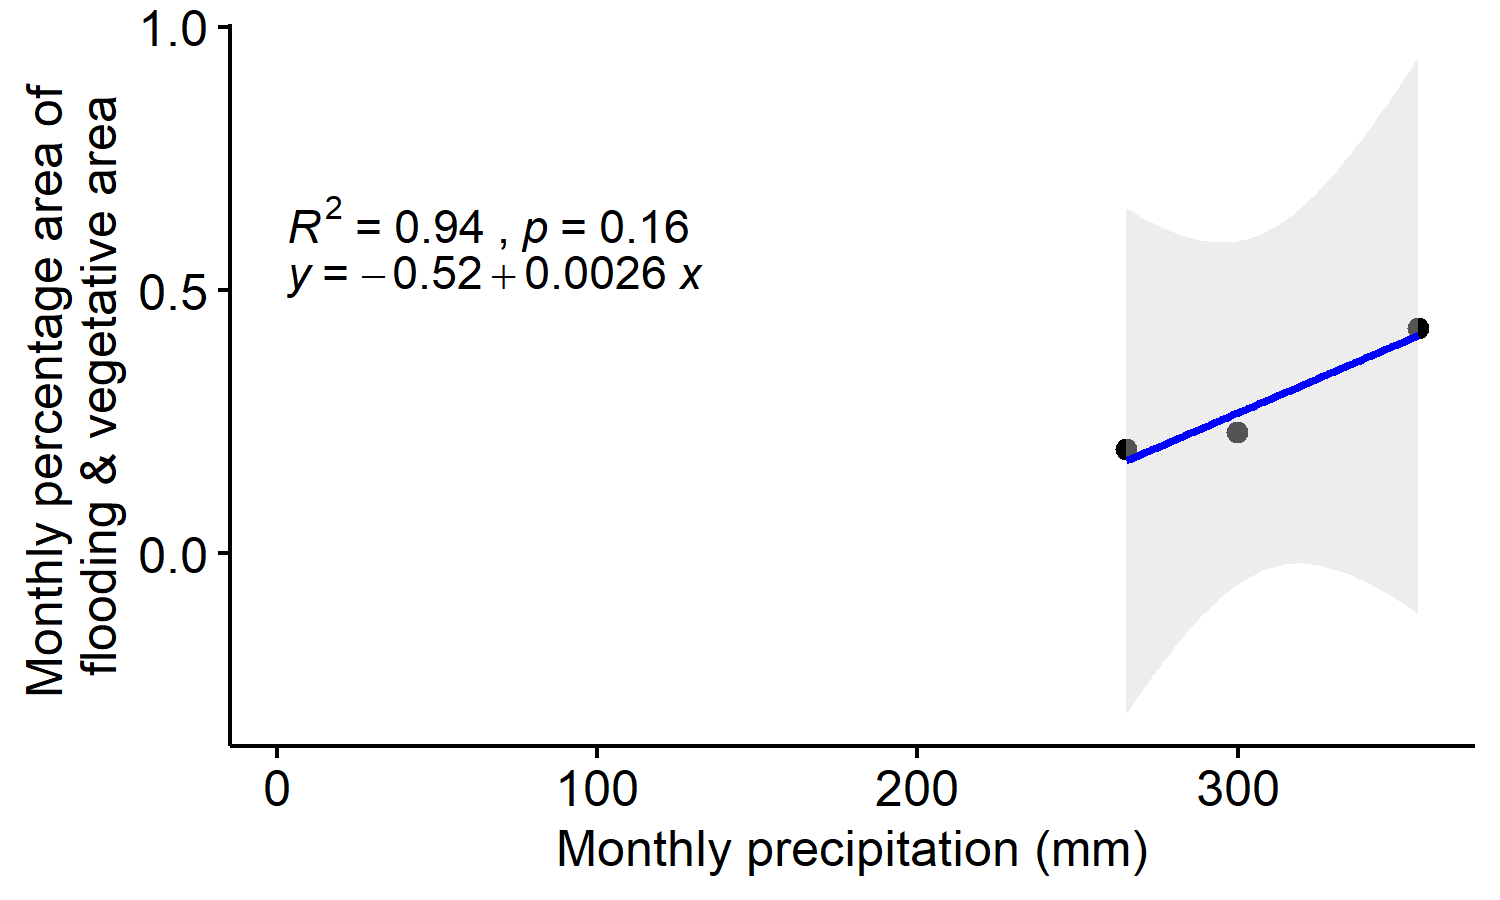 Monthly percentage area of
flooding & vegetative area
1.0
0.5
0.0
R² = 0.94 , p = 0.16
y = −0.52 + 0.0026 x
0 100 200 300
Monthly precipitation (mm)